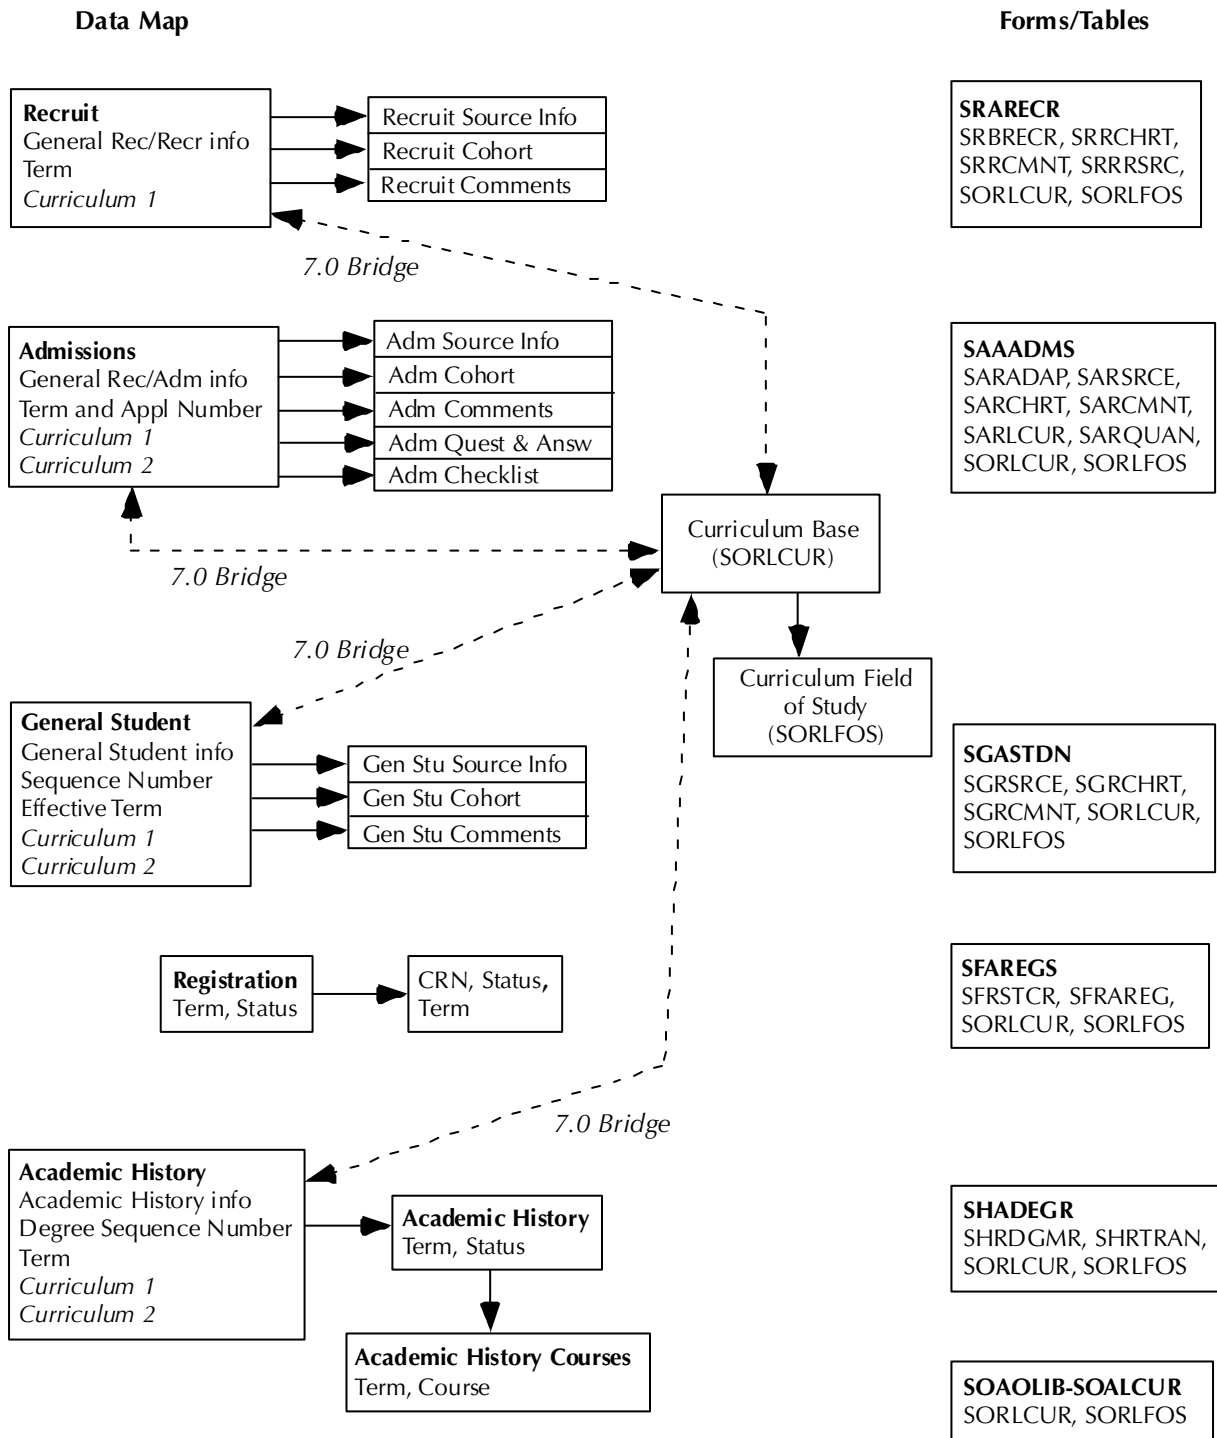 Data Map
Forms/Tables
Recruit
General Rec/Recr info
Term
Curriculum 1
Recruit Source Info
Recruit Cohort
Recruit Comments
SRARECR
SRBRECR, SRRCHRT,
SRRCMNT, SRRRSRC,
SORLCUR, SORLFOS
7.0 Bridge
Admissions
General Rec/Adm info
Term and Appl Number
Curriculum 1
Curriculum 2
Adm Source Info
Adm Cohort
Adm Comments
Adm Quest & Answ
Adm Checklist
SAAADMS
SARADAP, SARSRCE,
SARCHRT, SARCMNT,
SARLCUR, SARQUAN,
SORLCUR, SORLFOS
Curriculum Base
(SORLCUR)
7.0 Bridge
7.0 Bridge
Curriculum Field
of Study
(SORLFOS)
General Student
General Student info
Sequence Number
Effective Term
Curriculum 1
Curriculum 2
Gen Stu Source Info
Gen Stu Cohort
Gen Stu Comments
SGASTDN
SGRSRCE, SGRCHRT,
SGRCMNT, SORLCUR,
SORLFOS
Registration
Term, Status
CRN, Status,
Term
SFAREGS
SFRSTCR, SFRAREG,
SORLCUR, SORLFOS
7.0 Bridge
Academic History
Academic History info
Degree Sequence Number
Term
Curriculum 1
Curriculum 2
Academic History
Term, Status
Academic History Courses
Term, Course
SHADEGR
SHRDGMR, SHRTRAN,
SORLCUR, SORLFOS
SOAOLIB-SOALCUR
SORLCUR, SORLFOS